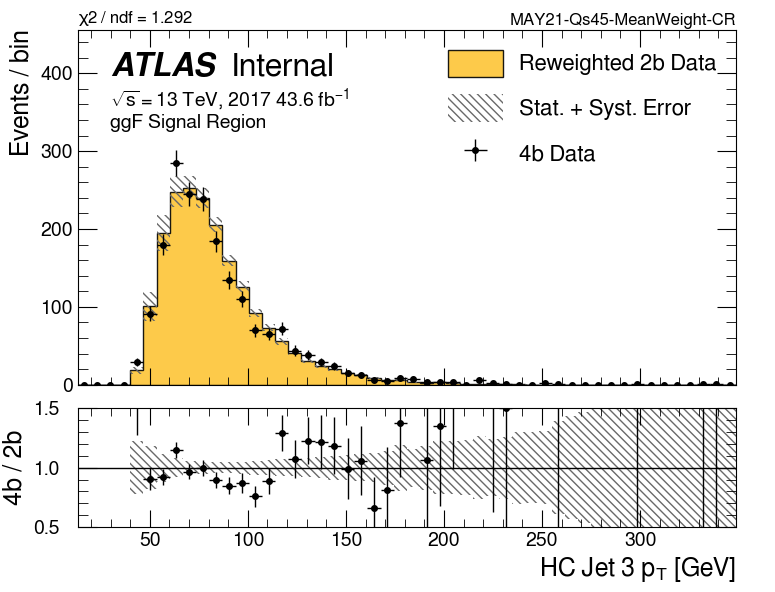 χ² / ndf = 1.292
MAY21-Qs45-MeanWeight-CR
Events / bin
ATLAS Internal
√s = 13 TeV, 2017 43.6 fb⁻¹
ggF Signal Region
Reweighted 2b Data
Stat. + Syst. Error
4b Data
400
300
200
100
0
4b / 2b
1.5
1.0
0.5
50 100 150 200 250 300
HC Jet 3 p_T [GeV]